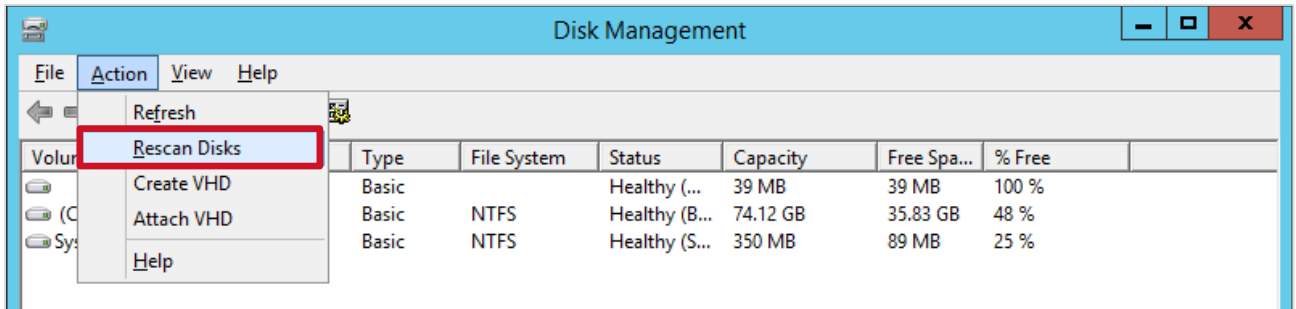 Disk Management
File Action View Help
Refresh
Rescan Disks
Create VHD
Attach VHD
Help
Volur Type File System Status Capacity Free Spa... % Free
Basic Healthy (... 39 MB 39 MB 100 %
(C Basic NTFS Healthy (B... 74.12 GB 35.83 GB 48 %
Sys Basic NTFS Healthy (S... 350 MB 89 MB 25 %